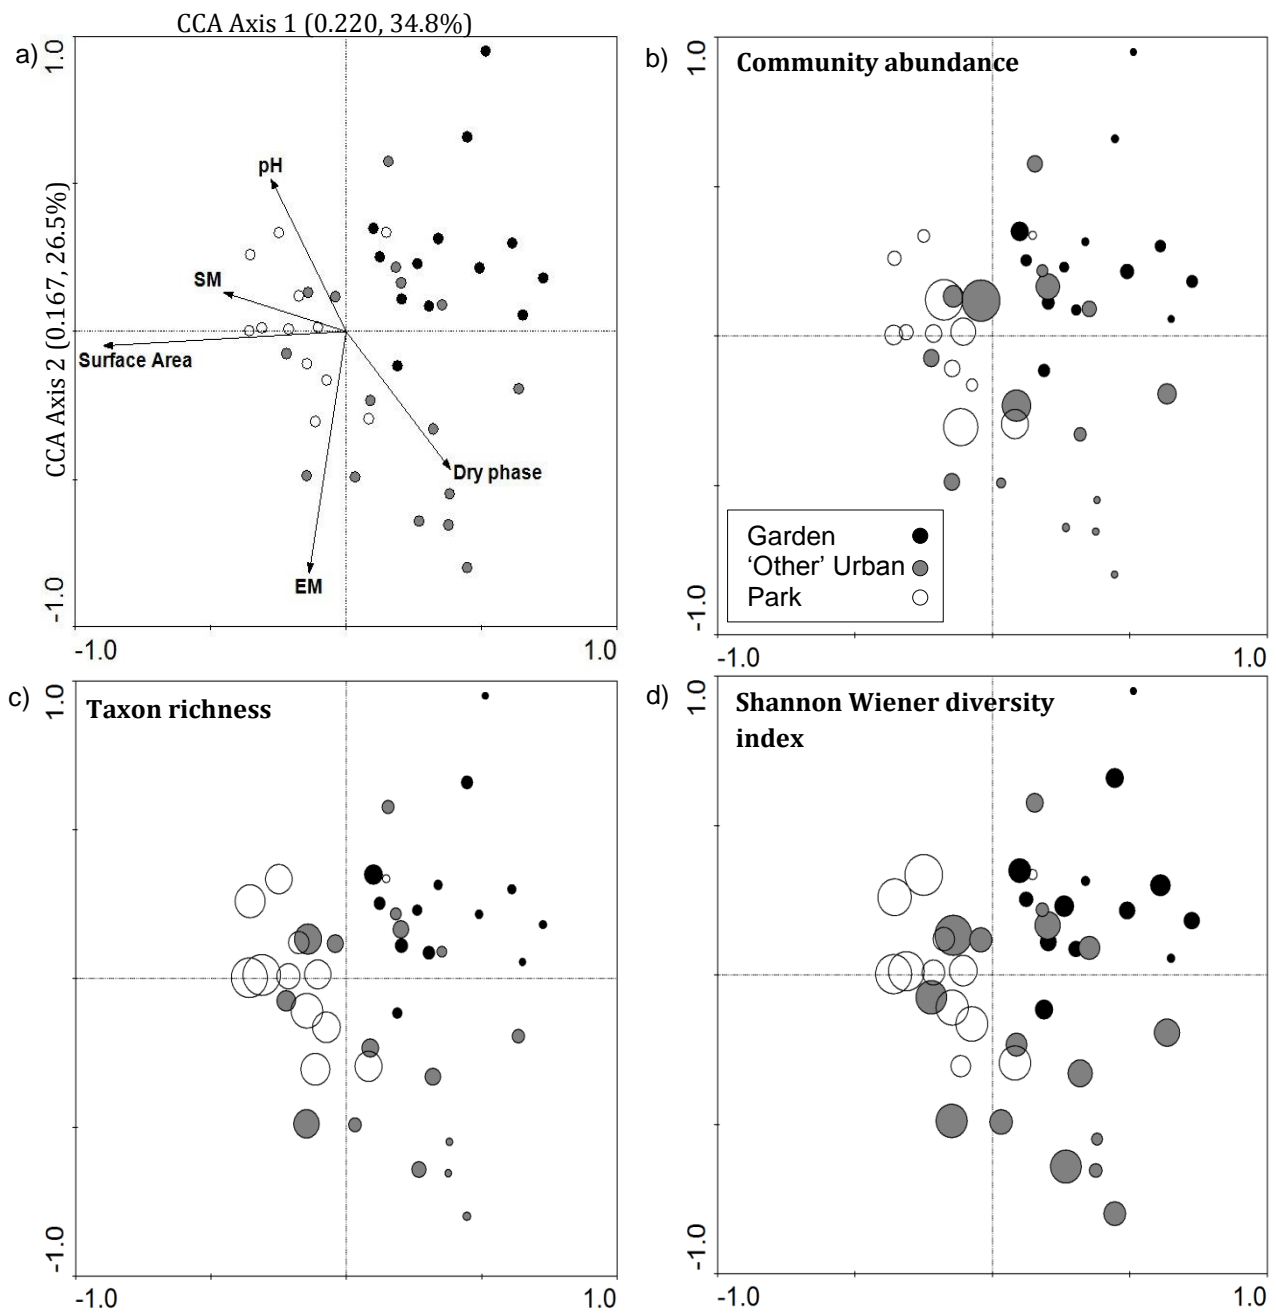 CCA Axis 1 (0.220, 34.8%)
a)
1.0
CCA Axis 2 (0.167, 26.5%)
-1.0
pH
SM
Surface Area
Dry phase
EM
-1.0
1.0
b)
1.0
Community abundance
Garden
‘Other’ Urban
Park
-1.0
-1.0
1.0
c)
1.0
Taxon richness
-1.0
-1.0
1.0
d)
1.0
Shannon Wiener diversity
index
-1.0
-1.0
1.0